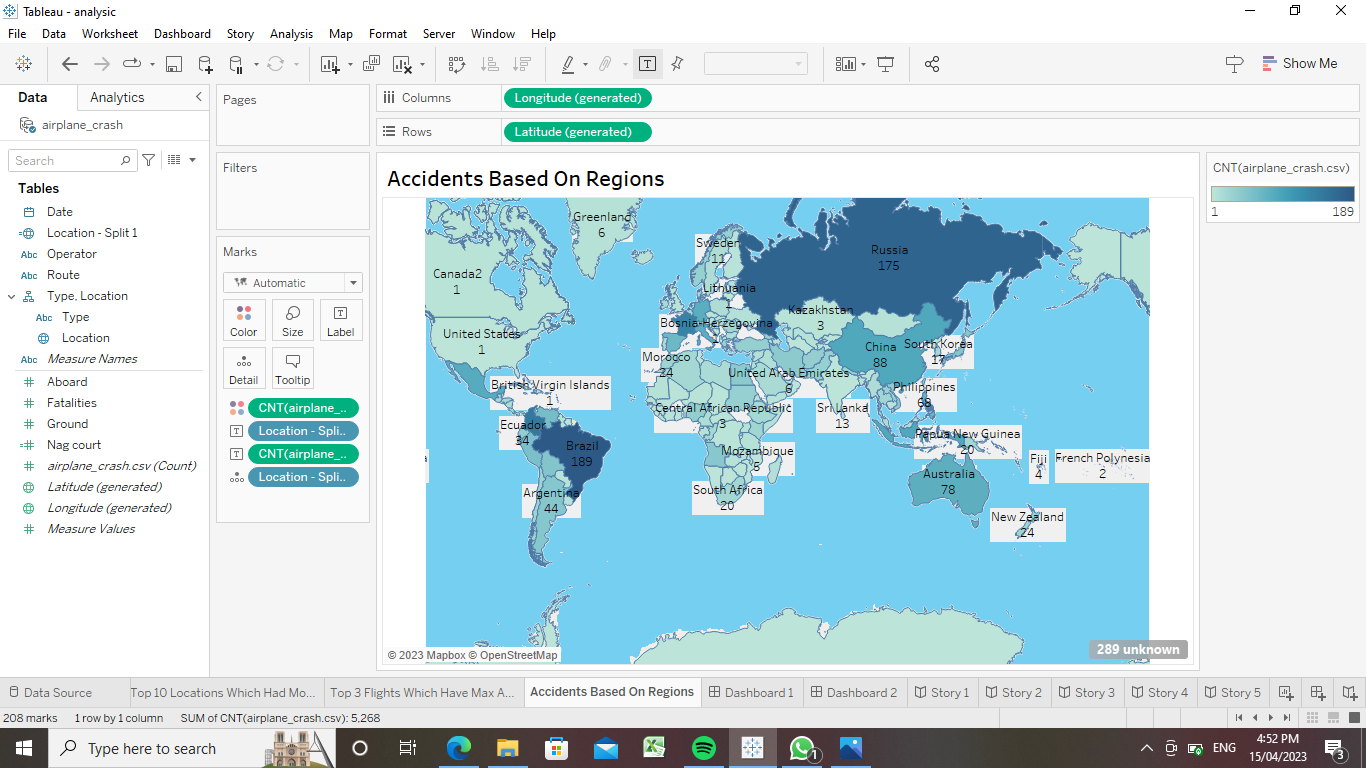 Tableau - analysic
File Data Worksheet Dashboard Story Analysis Map Format Server Window Help
Show Me
Data Analytics
airplane_crash
Search
Tables
Date
Location - Split 1
Abc Operator
Abc Route
Type, Location
Abc Type
Location
Abc Measure Names
Aboard
Fatalities
Ground
Nag court
airplane_crash.csv (Count)
Latitude (generated)
Longitude (generated)
Measure Values
Pages
Filters
Marks
Automatic
Color Size Label
Detail Tooltip
CNT(airplane_..
Location - Spli..
CNT(airplane_..
Location - Spli..
Columns Longitude (generated)
Rows Latitude (generated)
Accidents Based On Regions
Greenland
6
Sweden
11
Russia
175
Canada2
1
Lithuania
1
Kazakhstan
3
Bosnia-Herzegovina
United States
1
China
88
South Korea
17
Morocco
24
United Arab Emirates
6
British Virgin Islands
1
Philippines
68
Central African Republic
3
Sri Lanka
13
Ecuador
34
Brazil
189
Papua New Guinea
20
Mozambique
5
Fiji
4
French Polynesia
2
Australia
78
Argentina
44
South Africa
20
New Zealand
24
289 unknown
© 2023 Mapbox © OpenStreetMap
CNT(airplane_crash.csv)
1 189
Data Source Top 10 Locations Which Had Mo... Top 3 Flights Which Have Max A... Accidents Based On Regions Dashboard 1 Dashboard 2 Story 1 Story 2 Story 3 Story 4 Story 5
208 marks 1 row by 1 column SUM of CNT(airplane_crash.csv): 5,268
Type here to search
1
ENG
4:52 PM
15/04/2023
3